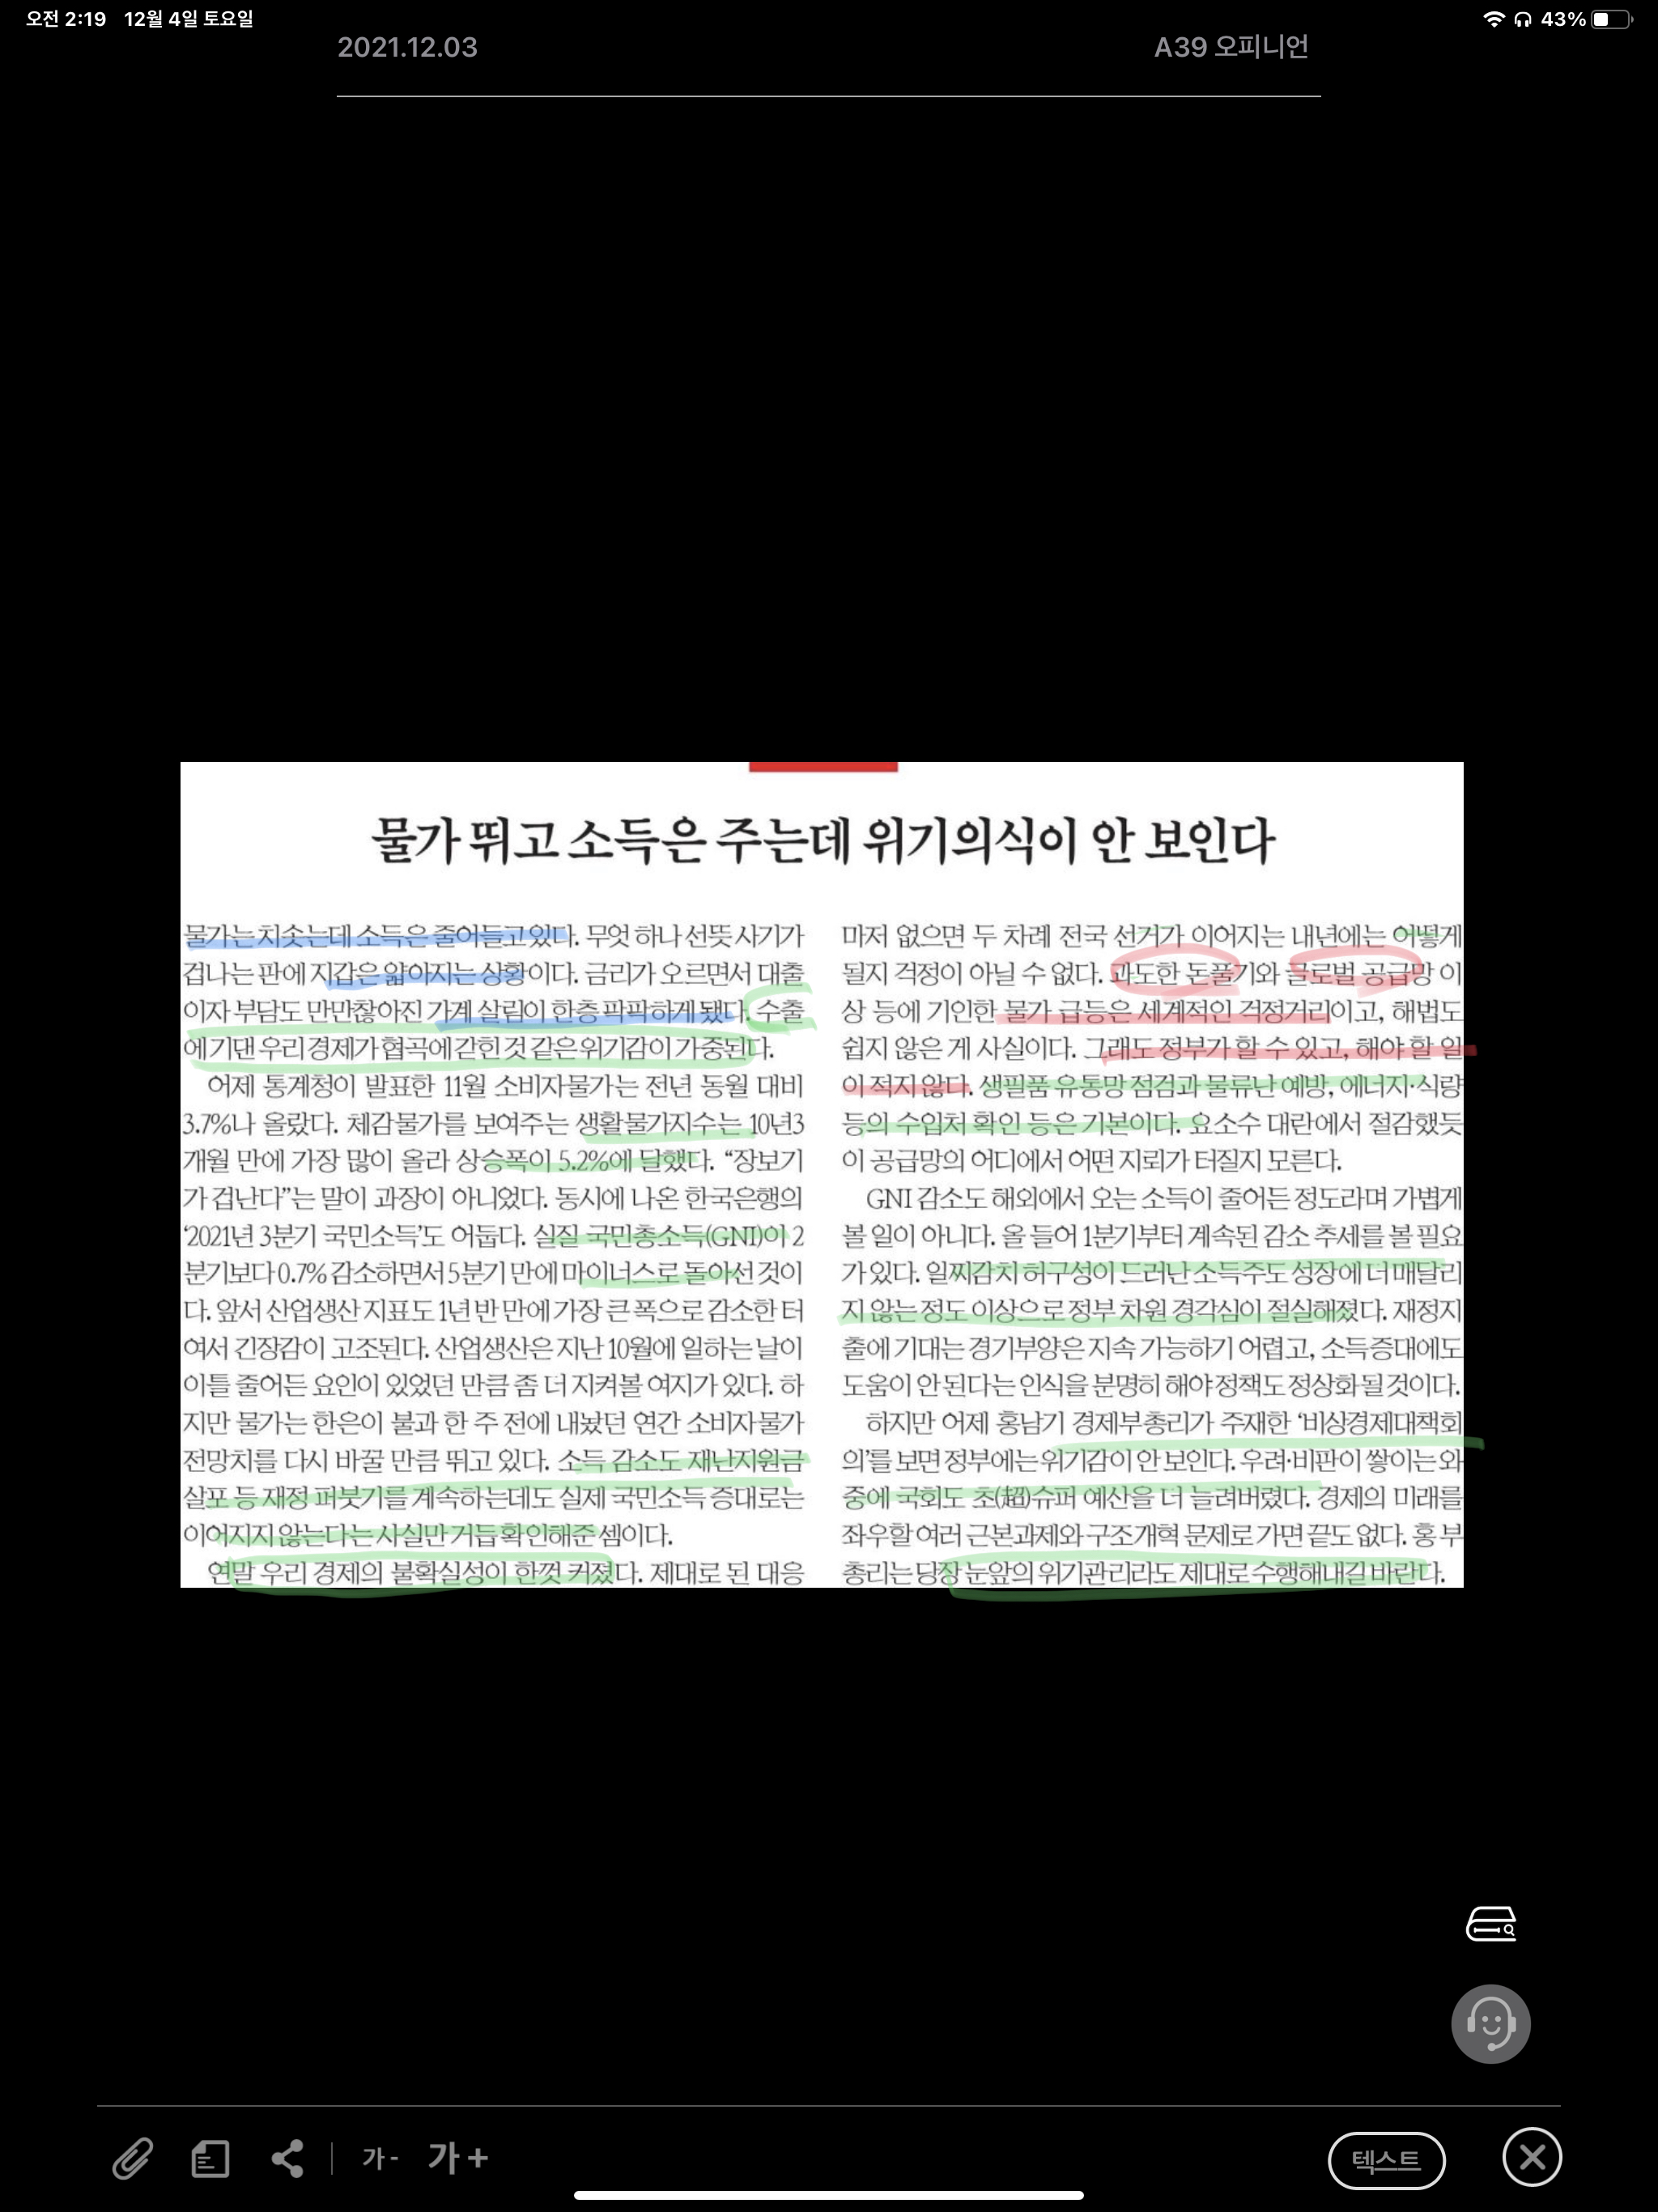 오전 2:19 12월 4일 토요일
43%
2021.12.03
A39 오피니언
물가 뛰고 소득은 주는데 위기의식이 안 보인다
물가는 치솟는데 소득은 줄어들고 있다. 무엇 하나 선뜻 사기가
겁나는 판에 지갑은 얇아지는 상황이다. 금리가 오르면서 대출
이자 부담도 만만찮아진 가계 살림이 한층 팍팍하게 됐다. 수출
에 기댄 우리 경제가 협곡에 갇힌 것 같은 위기감이 가중된다.
어제 통계청이 발표한 11월 소비자물가는 전년 동월 대비
3.7%나 올랐다. 체감물가를 보여주는 생활물가지수는 10년3
개월 만에 가장 많이 올라 상승폭이 5.2%에 달했다. “장보기
가 겁난다”는 말이 과장이 아니었다. 동시에 나온 한국은행의
‘2021년 3분기 국민소득’도 어둡다. 실질 국민총소득(GNI)이 2
분기보다 0.7% 감소하면서 5분기 만에 마이너스로 돌아선 것이
다. 앞서 산업생산 지표도 1년 반 만에 가장 큰 폭으로 감소한 터
여서 긴장감이 고조된다. 산업생산은 지난 10월에 일하는 날이
이틀 줄어든 요인이 있었던 만큼 좀 더 지켜볼 여지가 있다. 하
지만 물가는 한은이 불과 한 주 전에 내놨던 연간 소비자물가
전망치를 다시 바꿀 만큼 뛰고 있다. 소득 감소도 재난지원금
살포 등 재정 퍼붓기를 계속하는데도 실제 국민소득 증대로는
이어지지 않는다는 사실만 거듭 확인해준 셈이다.
연말 우리 경제의 불확실성이 한껏 커졌다. 제대로 된 대응
마저 없으면 두 차례 전국 선거가 이어지는 내년에는 어떻게
될지 걱정이 아닐 수 없다. 과도한 돈풀기와 글로벌 공급망 이
상 등에 기인한 물가 급등은 세계적인 걱정거리이고, 해법도
쉽지 않은 게 사실이다. 그래도 정부가 할 수 있고, 해야 할 일
이 적지 않다. 생필품 유통망 점검과 물류난 예방, 에너지·식량
등의 수입처 확인 등은 기본이다. 요소수 대란에서 절감했듯
이 공급망의 어디에서 어떤 지뢰가 터질지 모른다.
GNI 감소도 해외에서 오는 소득이 줄어든 정도라며 가볍게
볼 일이 아니다. 올 들어 1분기부터 계속된 감소 추세를 볼 필요
가 있다. 일찌감치 허구성이 드러난 소득주도 성장에 더 매달리
지 않는 정도 이상으로 정부 차원 경각심이 절실해졌다. 재정지
출에 기대는 경기부양은 지속 가능하기 어렵고, 소득증대에도
도움이 안 된다는 인식을 분명히 해야 정책도 정상화될 것이다.
하지만 어제 홍남기 경제부총리가 주재한 ‘비상경제대책회
의’를 보면 정부에는 위기감이 안 보인다. 우려·비판이 쌓이는 와
중에 국회도 초(超)슈퍼 예산을 더 늘려버렸다. 경제의 미래를
좌우할 여러 근본과제와 구조개혁 문제로 가면 끝도 없다. 홍 부
총리는 당장 눈앞의 위기관리라도 제대로 수행해내길 바란다.
가- 가+
텍스트